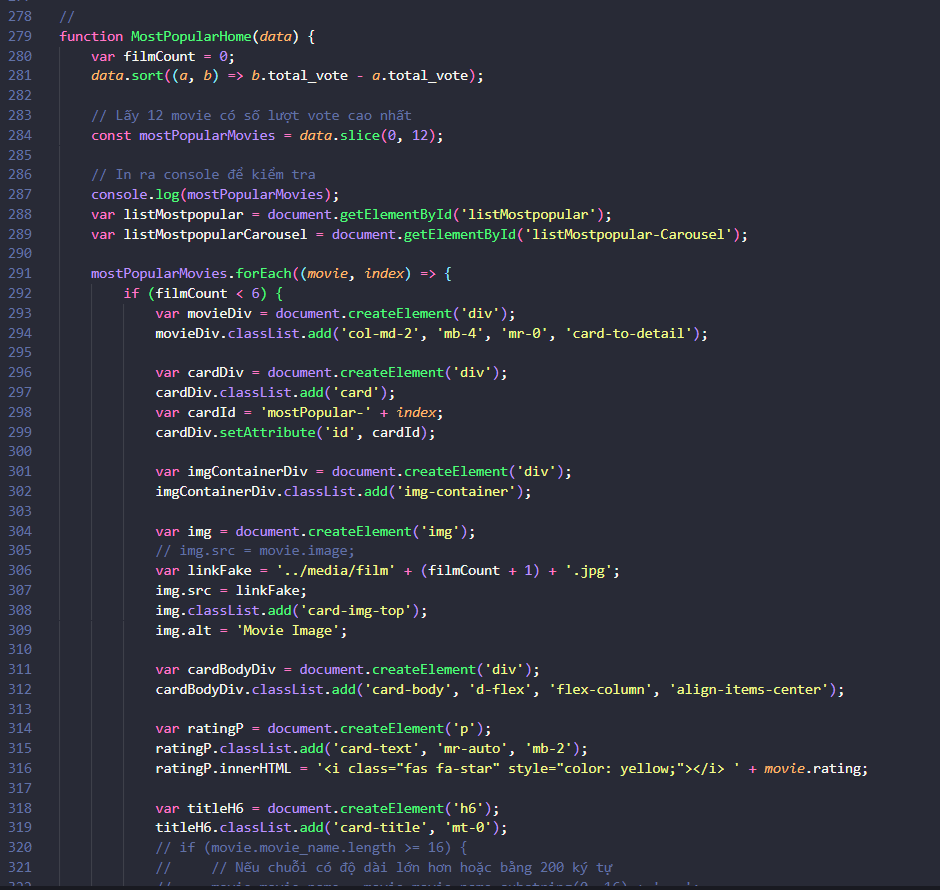 278 //
279 function MostPopularHome(data) {
280 var filmCount = 0;
281 data.sort((a, b) => b.total_vote - a.total_vote);
282
283 // Lấy 12 movie có số lượt vote cao nhất
284 const mostPopularMovies = data.slice(0, 12);
285
286 // In ra console để kiểm tra
287 console.log(mostPopularMovies);
288 var listMostpopular = document.getElementById('listMostpopular');
289 var listMostpopularCarousel = document.getElementById('listMostpopular-Carousel');
290
291 mostPopularMovies.forEach((movie, index) => {
292 if (filmCount < 6) {
293 var movieDiv = document.createElement('div');
294 movieDiv.classList.add('col-md-2', 'mb-4', 'mr-0', 'card-to-detail');
295
296 var cardDiv = document.createElement('div');
297 cardDiv.classList.add('card');
298 var cardId = 'mostPopular-' + index;
299 cardDiv.setAttribute('id', cardId);
300
301 var imgContainerDiv = document.createElement('div');
302 imgContainerDiv.classList.add('img-container');
303
304 var img = document.createElement('img');
305 // img.src = movie.image;
306 var linkFake = '../media/film' + (filmCount + 1) + '.jpg';
307 img.src = linkFake;
308 img.classList.add('card-img-top');
309 img.alt = 'Movie Image';
310
311 var cardBodyDiv = document.createElement('div');
312 cardBodyDiv.classList.add('card-body', 'd-flex', 'flex-column', 'align-items-center');
313
314 var ratingP = document.createElement('p');
315 ratingP.classList.add('card-text', 'mr-auto', 'mb-2');
316 ratingP.innerHTML = '<i class="fas fa-star" style="color: yellow;"></i> ' + movie.rating;
317
318 var titleH6 = document.createElement('h6');
319 titleH6.classList.add('card-title', 'mt-0');
320 // if (movie.movie_name.length >= 16) {
321 // // Nếu chuỗi có độ dài lớn hơn hoặc bằng 200 ký tự